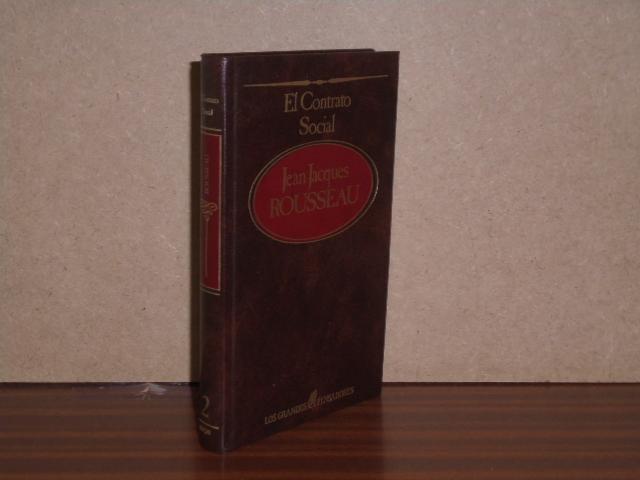 El Contrato
Social
Jean Jacques
ROUSSEAU
LOS GRANDES PENSADORES
2